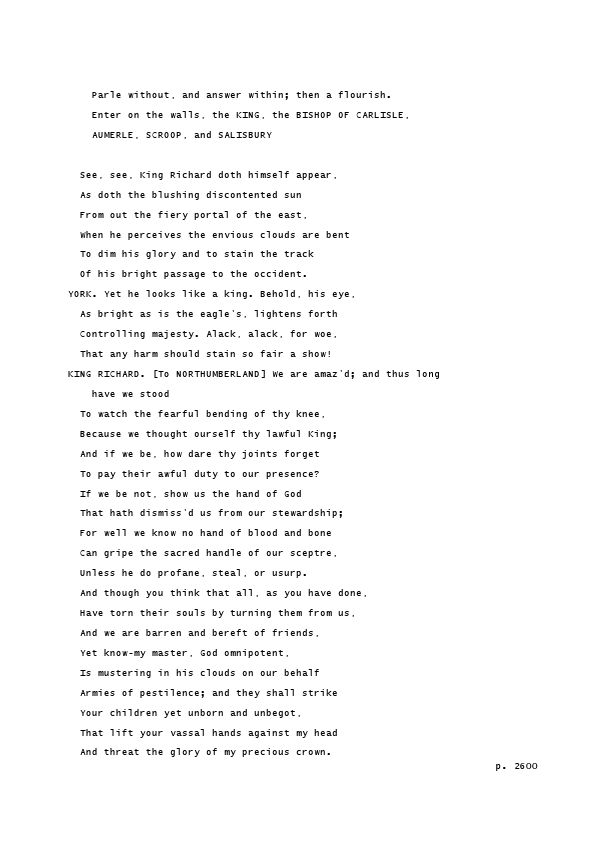 Parle without, and answer within; then a flourish.
Enter on the walls, the KING, the BISHOP OF CARLISLE,
AUMERLE, SCROOP, and SALISBURY
See, see, King Richard doth himself appear,
As doth the blushing discontented sun
From out the fiery portal of the east,
When he perceives the envious clouds are bent
To dim his glory and to stain the track
Of his bright passage to the occident.
YORK. Yet he looks like a king. Behold, his eye,
As bright as is the eagle's, lightens forth
Controlling majesty. Alack, alack, for woe,
That any harm should stain so fair a show!
KING RICHARD. [To NORTHUMBERLAND] We are amaz'd; and thus long
have we stood
To watch the fearful bending of thy knee,
Because we thought ourself thy lawful King;
And if we be, how dare thy joints forget
To pay their awful duty to our presence?
If we be not, show us the hand of God
That hath dismiss'd us from our stewardship;
For well we know no hand of blood and bone
Can gripe the sacred handle of our sceptre,
Unless he do profane, steal, or usurp.
And though you think that all, as you have done,
Have torn their souls by turning them from us,
And we are barren and bereft of friends,
Yet know-my master, God omnipotent,
Is mustering in his clouds on our behalf
Armies of pestilence; and they shall strike
Your children yet unborn and unbegot,
That lift your vassal hands against my head
And threat the glory of my precious crown.
p. 2600